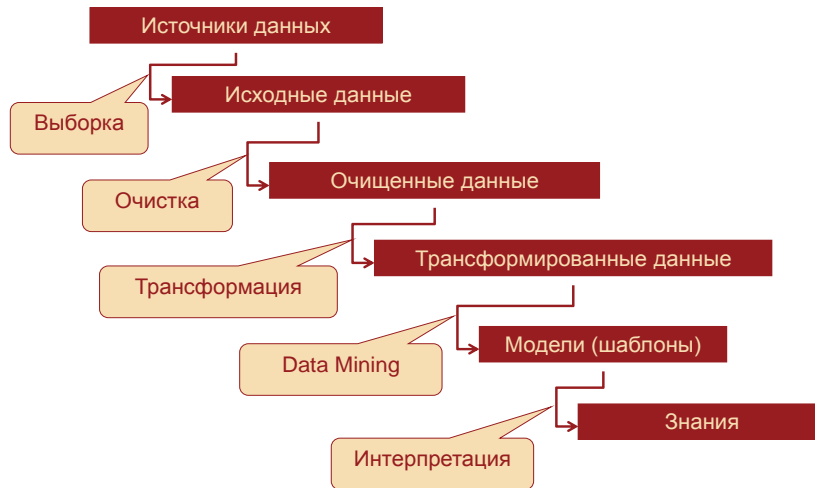 Источники данных
Исходные данные
Выборка
Очищенные данные
Очистка
Трансформированные данные
Трансформация
Модели (шаблоны)
Data Mining
Знания
Интерпретация